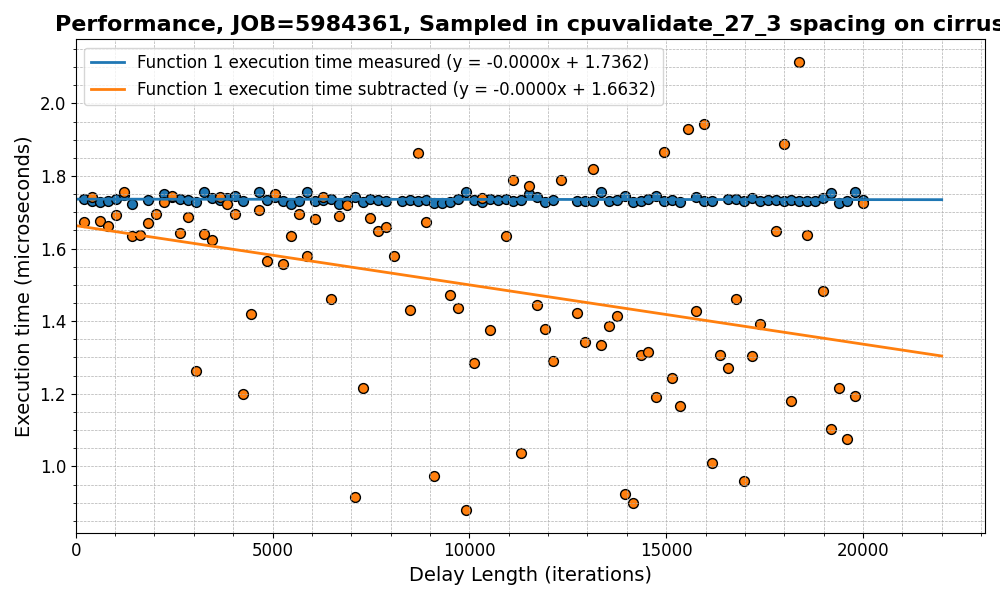 Performance, JOB=5984361, Sampled in cpuvalidate_27_3 spacing on cirrus
Function 1 execution time measured (y = -0.0000x + 1.7362)
Function 1 execution time subtracted (y = -0.0000x + 1.6632)
Execution time (microseconds)
2.0
1.8
1.6
1.4
1.2
1.0
0
5000
10000
15000
20000
Delay Length (iterations)